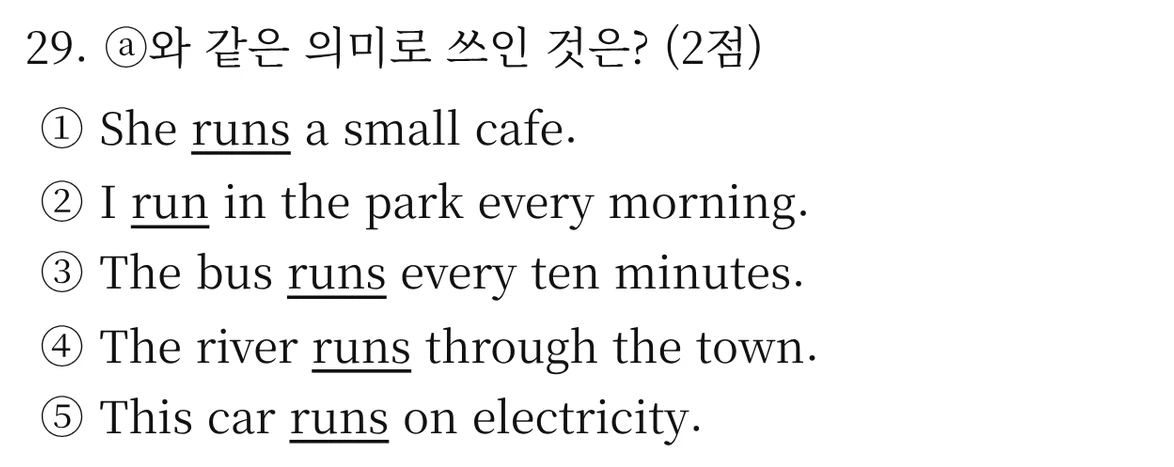 29. ⓐ와 같은 의미로 쓰인 것은? (2점)
① She runs a small cafe.
② I run in the park every morning.
③ The bus runs every ten minutes.
④ The river runs through the town.
⑤ This car runs on electricity.